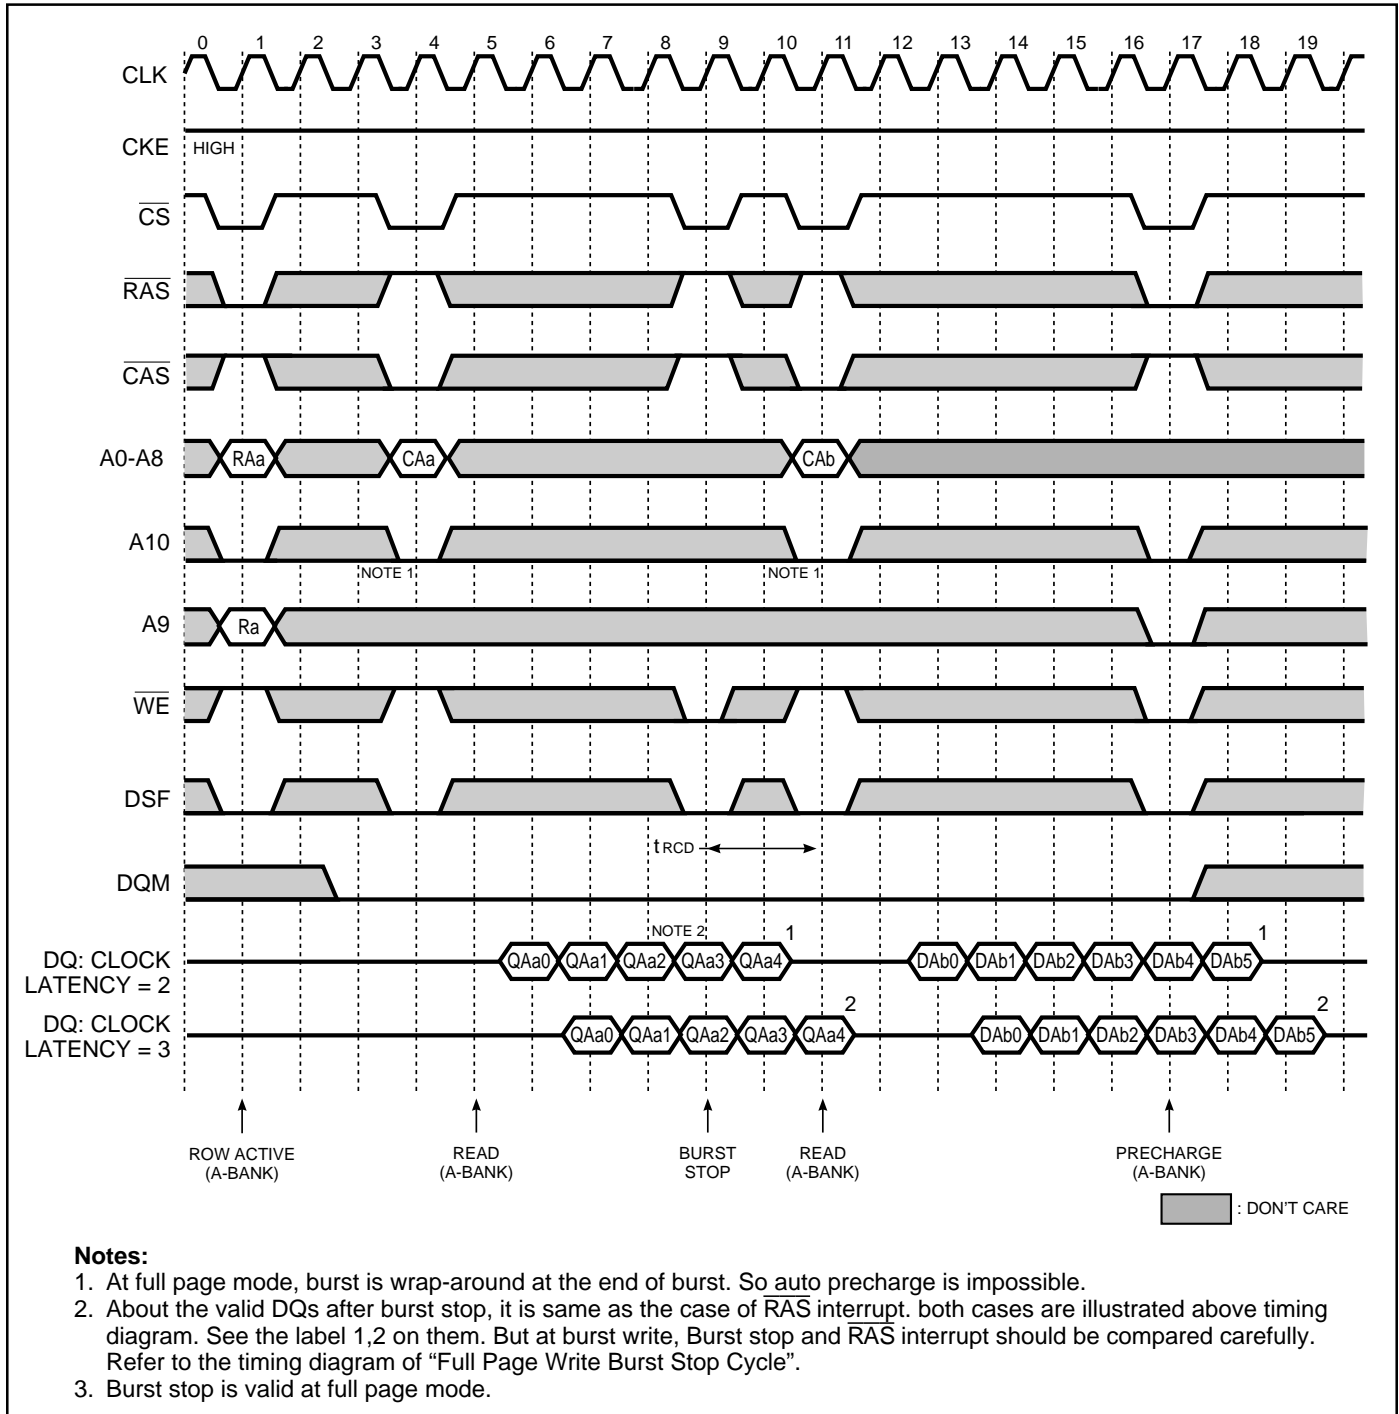 0 1 2 3 4 5 6 7 8 9 10 11 12 13 14 15 16 17 18 19
CLK
CKE HIGH
CS
RAS
CAS
A0-A8 RAa CAa CAb
A10
NOTE 1 NOTE 1
A9 Ra
WE
DSF
tRCD
DQM
NOTE 2 1 1
DQ: CLOCK QAa0 QAa1 QAa2 QAa3 QAa4 DAb0 DAb1 DAb2 DAb3 DAb4 DAb5
LATENCY = 2
2 2
DQ: CLOCK QAa0 QAa1 QAa2 QAa3 QAa4 DAb0 DAb1 DAb2 DAb3 DAb4 DAb5
LATENCY = 3
ROW ACTIVE READ BURST READ PRECHARGE
(A-BANK) (A-BANK) STOP (A-BANK) (A-BANK)
: DON'T CARE
Notes:
1. At full page mode, burst is wrap-around at the end of burst. So auto precharge is impossible.
2. About the valid DQs after burst stop, it is same as the case of RAS interrupt. both cases are illustrated above timing
diagram. See the label 1,2 on them. But at burst write, Burst stop and RAS interrupt should be compared carefully.
Refer to the timing diagram of “Full Page Write Burst Stop Cycle”.
3. Burst stop is valid at full page mode.